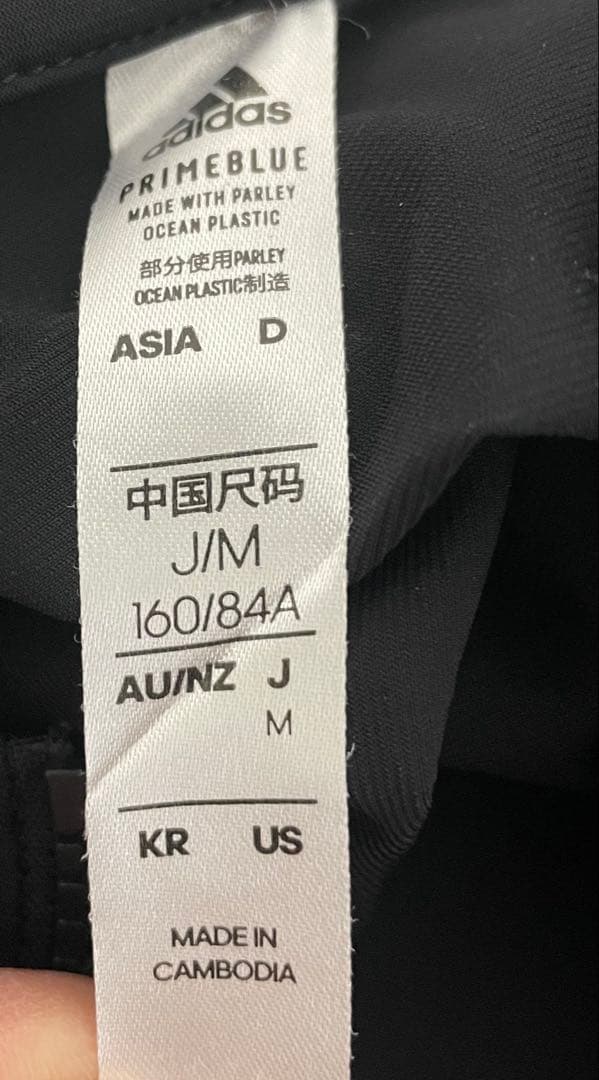 adidas
PRIMEBLUE
MADE WITH PARLEY
OCEAN PLASTIC
部分使用PARLEY
OCEAN PLASTIC制造
ASIA D
中国尺码
J/M
160/84A
AU/NZ J
M
KR US
MADE IN
CAMBODIA